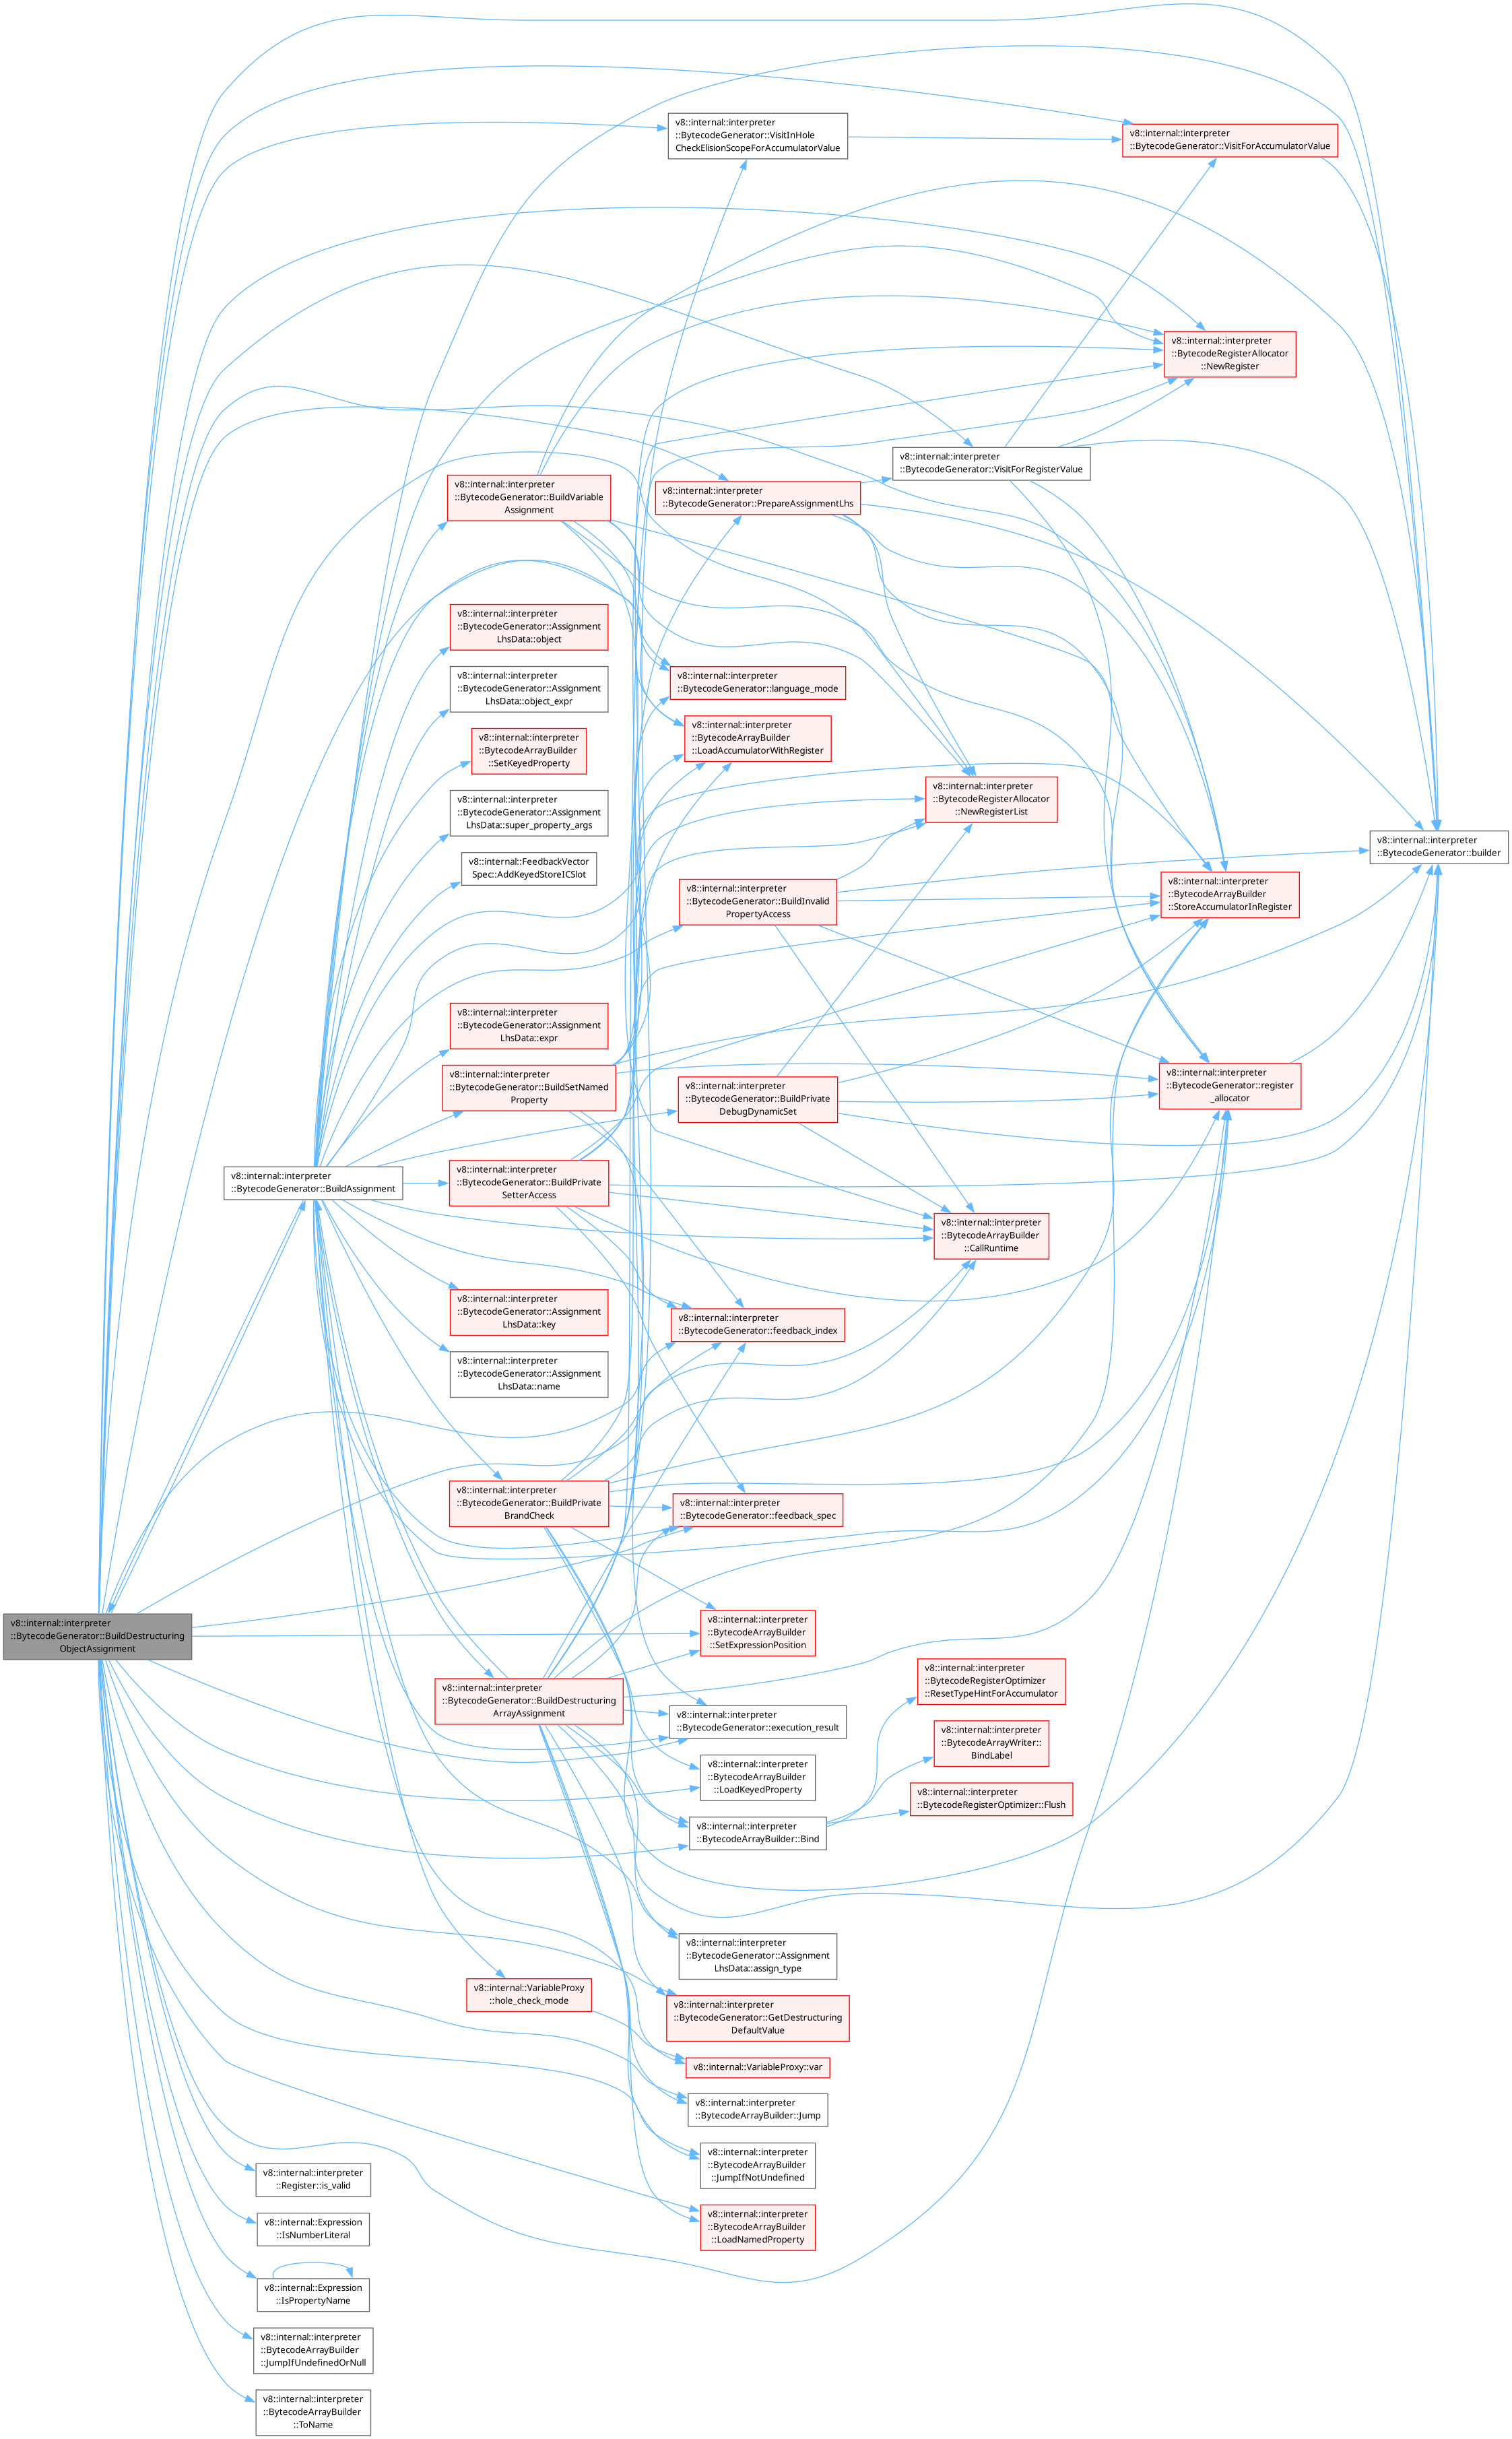 v8::internal::interpreter
::BytecodeGenerator::VisitInHole
CheckElisionScopeForAccumulatorValue
v8::internal::interpreter
::BytecodeGenerator::VisitForAccumulatorValue
v8::internal::interpreter
::BytecodeRegisterAllocator
::NewRegister
v8::internal::interpreter
::BytecodeGenerator::VisitForRegisterValue
v8::internal::interpreter
::BytecodeGenerator::BuildVariable
Assignment
v8::internal::interpreter
::BytecodeGenerator::PrepareAssignmentLhs
v8::internal::interpreter
::BytecodeGenerator::Assignment
LhsData::object
v8::internal::interpreter
::BytecodeGenerator::Assignment
LhsData::object_expr
v8::internal::interpreter
::BytecodeGenerator::language_mode
v8::internal::interpreter
::BytecodeArrayBuilder
::SetKeyedProperty
v8::internal::interpreter
::BytecodeArrayBuilder
::LoadAccumulatorWithRegister
v8::internal::interpreter
::BytecodeGenerator::Assignment
LhsData::super_property_args
v8::internal::interpreter
::BytecodeRegisterAllocator
::NewRegisterList
v8::internal::interpreter
::BytecodeGenerator::builder
v8::internal::FeedbackVector
Spec::AddKeyedStoreICSlot
v8::internal::interpreter
::BytecodeGenerator::BuildInvalid
PropertyAccess
v8::internal::interpreter
::BytecodeArrayBuilder
::StoreAccumulatorInRegister
v8::internal::interpreter
::BytecodeGenerator::Assignment
LhsData::expr
v8::internal::interpreter
::BytecodeGenerator::BuildSetNamed
Property
v8::internal::interpreter
::BytecodeGenerator::BuildPrivate
DebugDynamicSet
v8::internal::interpreter
::BytecodeGenerator::register
_allocator
v8::internal::interpreter
::BytecodeGenerator::BuildAssignment
v8::internal::interpreter
::BytecodeGenerator::BuildPrivate
SetterAccess
v8::internal::interpreter
::BytecodeArrayBuilder
::CallRuntime
v8::internal::interpreter
::BytecodeGenerator::Assignment
LhsData::key
v8::internal::interpreter
::BytecodeGenerator::feedback_index
v8::internal::interpreter
::BytecodeGenerator::Assignment
LhsData::name
v8::internal::interpreter
::BytecodeGenerator::BuildPrivate
BrandCheck
v8::internal::interpreter
::BytecodeGenerator::feedback_spec
v8::internal::interpreter
::BytecodeGenerator::BuildDestructuring
ObjectAssignment
v8::internal::interpreter
::BytecodeArrayBuilder
::SetExpressionPosition
v8::internal::interpreter
::BytecodeGenerator::BuildDestructuring
ArrayAssignment
v8::internal::interpreter
::BytecodeRegisterOptimizer
::ResetTypeHintForAccumulator
v8::internal::interpreter
::BytecodeGenerator::execution_result
v8::internal::interpreter
::BytecodeArrayWriter::
BindLabel
v8::internal::interpreter
::BytecodeArrayBuilder
::LoadKeyedProperty
v8::internal::interpreter
::BytecodeRegisterOptimizer::Flush
v8::internal::interpreter
::BytecodeArrayBuilder::Bind
v8::internal::interpreter
::BytecodeGenerator::Assignment
LhsData::assign_type
v8::internal::VariableProxy
::hole_check_mode
v8::internal::interpreter
::BytecodeGenerator::GetDestructuring
DefaultValue
v8::internal::VariableProxy::var
v8::internal::interpreter
::BytecodeArrayBuilder::Jump
v8::internal::interpreter
::BytecodeArrayBuilder
::JumpIfNotUndefined
v8::internal::interpreter
::Register::is_valid
v8::internal::interpreter
::BytecodeArrayBuilder
::LoadNamedProperty
v8::internal::Expression
::IsNumberLiteral
v8::internal::Expression
::IsPropertyName
v8::internal::interpreter
::BytecodeArrayBuilder
::JumpIfUndefinedOrNull
v8::internal::interpreter
::BytecodeArrayBuilder
::ToName